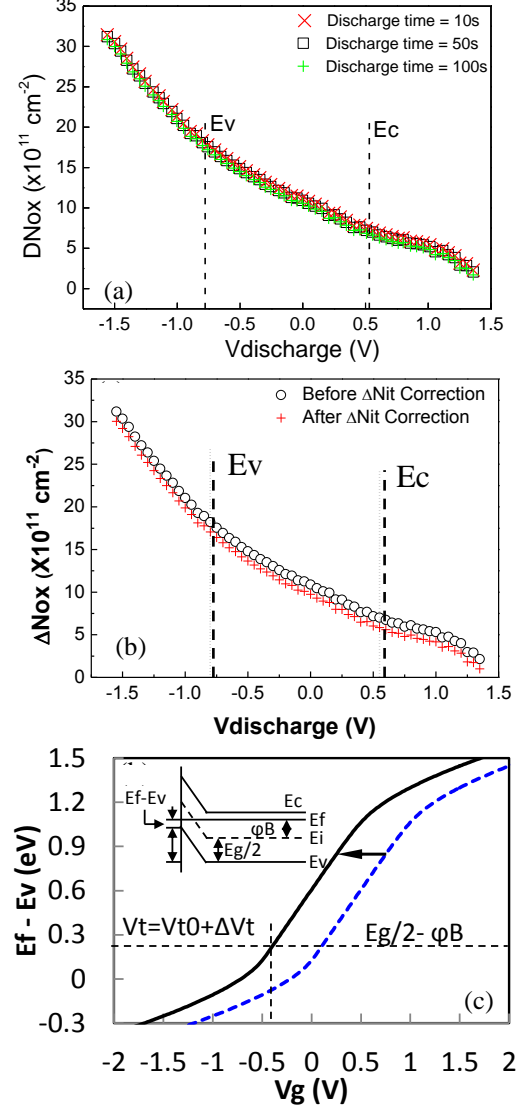 35
30
25
20
15
10
5
0
DNox (x10¹¹ cm⁻²)
× Discharge time = 10s
□ Discharge time = 50s
+ Discharge time = 100s
Ev
Ec
(a)
-1.5 -1.0 -0.5 0.0 0.5 1.0 1.5
Vdischarge (V)
35
30
25
20
15
10
5
0
ΔNox (X10¹¹ cm⁻²)
○ Before ΔNit Correction
+ After ΔNit Correction
Ev
Ec
(b)
-1.5 -1.0 -0.5 0.0 0.5 1.0 1.5
Vdischarge (V)
1.5
1.2
0.9
0.6
0.3
0
-0.3
Ef - Ev (eV)
Ef-Ev
Ec
Ef
φB
Ei
Eg/2
Ev
Vt=Vt0+ΔVt
Eg/2- φB
(c)
-2 -1.5 -1 -0.5 0 0.5 1 1.5 2
Vg (V)